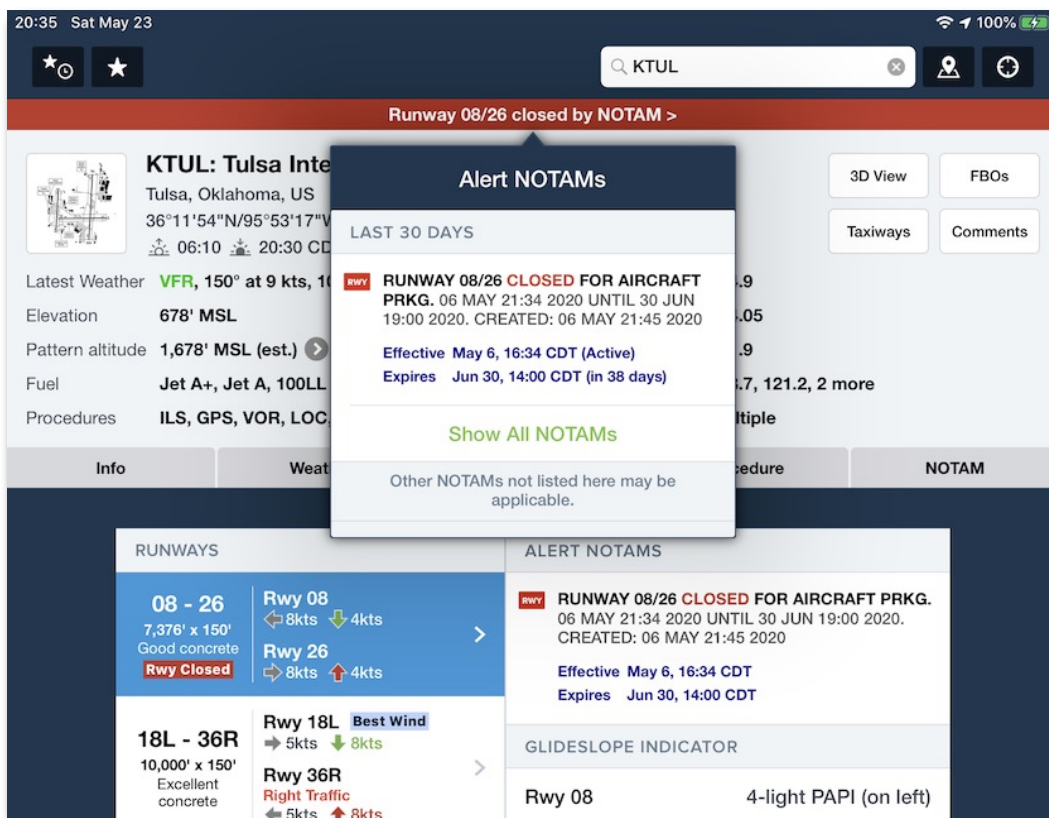 20:35 Sat May 23
100%
KTUL
Runway 08/26 closed by NOTAM >
KTUL: Tulsa Inte
Tulsa, Oklahoma, US
36°11'54"N/95°53'17"W
06:10 20:30 CD
Latest Weather VFR, 150° at 9 kts, 10
Elevation 678' MSL
Pattern altitude 1,678' MSL (est.)
Fuel Jet A+, Jet A, 100LL
Procedures ILS, GPS, VOR, LOC,
.9
.05
.9
.7, 121.2, 2 more
ltiple
3D View FBOs
Taxiways Comments
Alert NOTAMs
LAST 30 DAYS
RWY RUNWAY 08/26 CLOSED FOR AIRCRAFT
PRKG. 06 MAY 21:34 2020 UNTIL 30 JUN
19:00 2020. CREATED: 06 MAY 21:45 2020
Effective May 6, 16:34 CDT (Active)
Expires Jun 30, 14:00 CDT (in 38 days)
Show All NOTAMs
Other NOTAMs not listed here may be
applicable.
Info Weat cedure NOTAM
RUNWAYS
08 - 26
7,376' x 150'
Good concrete
Rwy Closed
Rwy 08
8kts 4kts
Rwy 26
8kts 4kts
18L - 36R
10,000' x 150'
Excellent
concrete
Rwy 18L Best Wind
5kts 8kts
Rwy 36R
Right Traffic
5kts 8kts
ALERT NOTAMS
RWY RUNWAY 08/26 CLOSED FOR AIRCRAFT PRKG.
06 MAY 21:34 2020 UNTIL 30 JUN 19:00 2020.
CREATED: 06 MAY 21:45 2020
Effective May 6, 16:34 CDT
Expires Jun 30, 14:00 CDT
GLIDESLOPE INDICATOR
Rwy 08 4-light PAPI (on left)